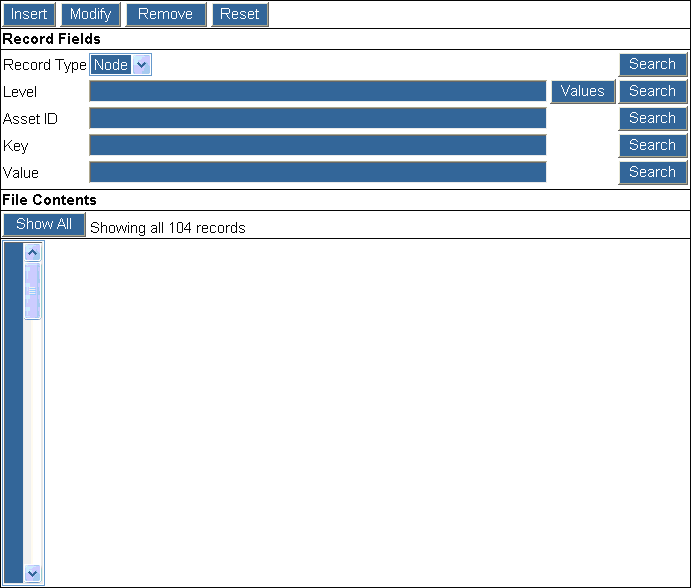 Insert Modify Remove Reset
Record Fields
Record Type Node Search
Level Values Search
Asset ID Search
Key Search
Value Search
File Contents
Show All Showing all 104 records